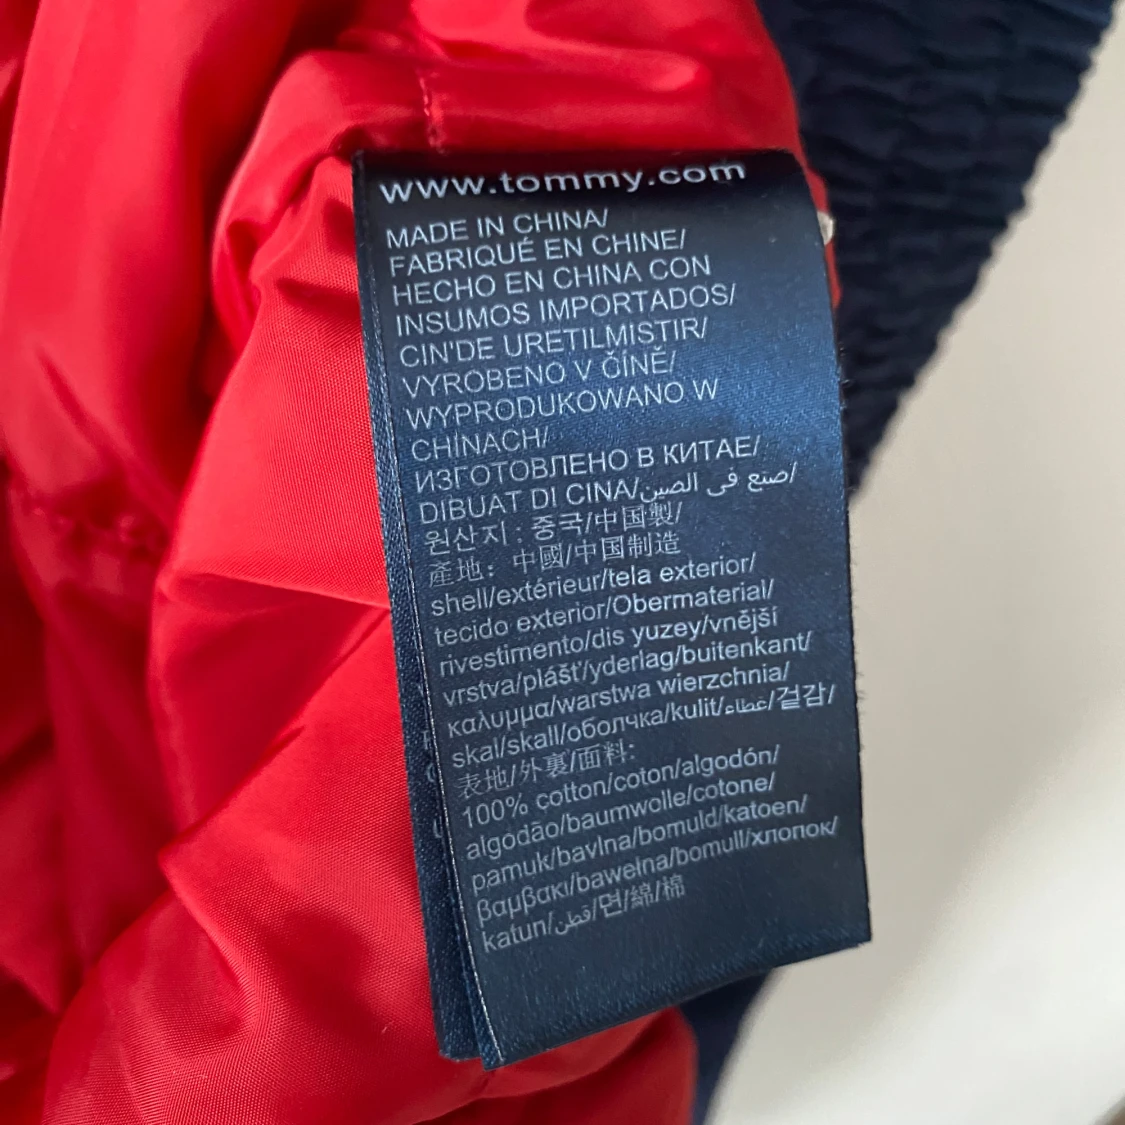 www.tommy.com
MADE IN CHINA/
FABRIQUÉ EN CHINE/
HECHO EN CHINA CON
INSUMOS IMPORTADOS/
CIN'DE URETILMISTIR/
VYROBENO V ČÍNĚ/
WYPRODUKOWANO W
CHINACH/
ИЗГОТОВЛЕНО В КИТАЕ/
DIBUAT DI CINA/صنع في الصين/
원산지 : 중국/中国製/
產地: 中國/中国制造
shell/extérieur/tela exterior/
tecido exterior/Obermaterial/
rivestimento/dis yuzey/vnější
vrstva/plášť/yderlag/buitenkant/
καλυμμα/warstwa wierzchnia/
skal/skall/оболчка/kulit/غطاء/겉감/
表地/外裏/面料:
100% cotton/coton/algodón/
algodão/baumwolle/cotone/
pamuk/bavlna/bomuld/katoen/
βαμβακι/bawełna/bomull/хлопок/
katun/قطن/면/綿/棉